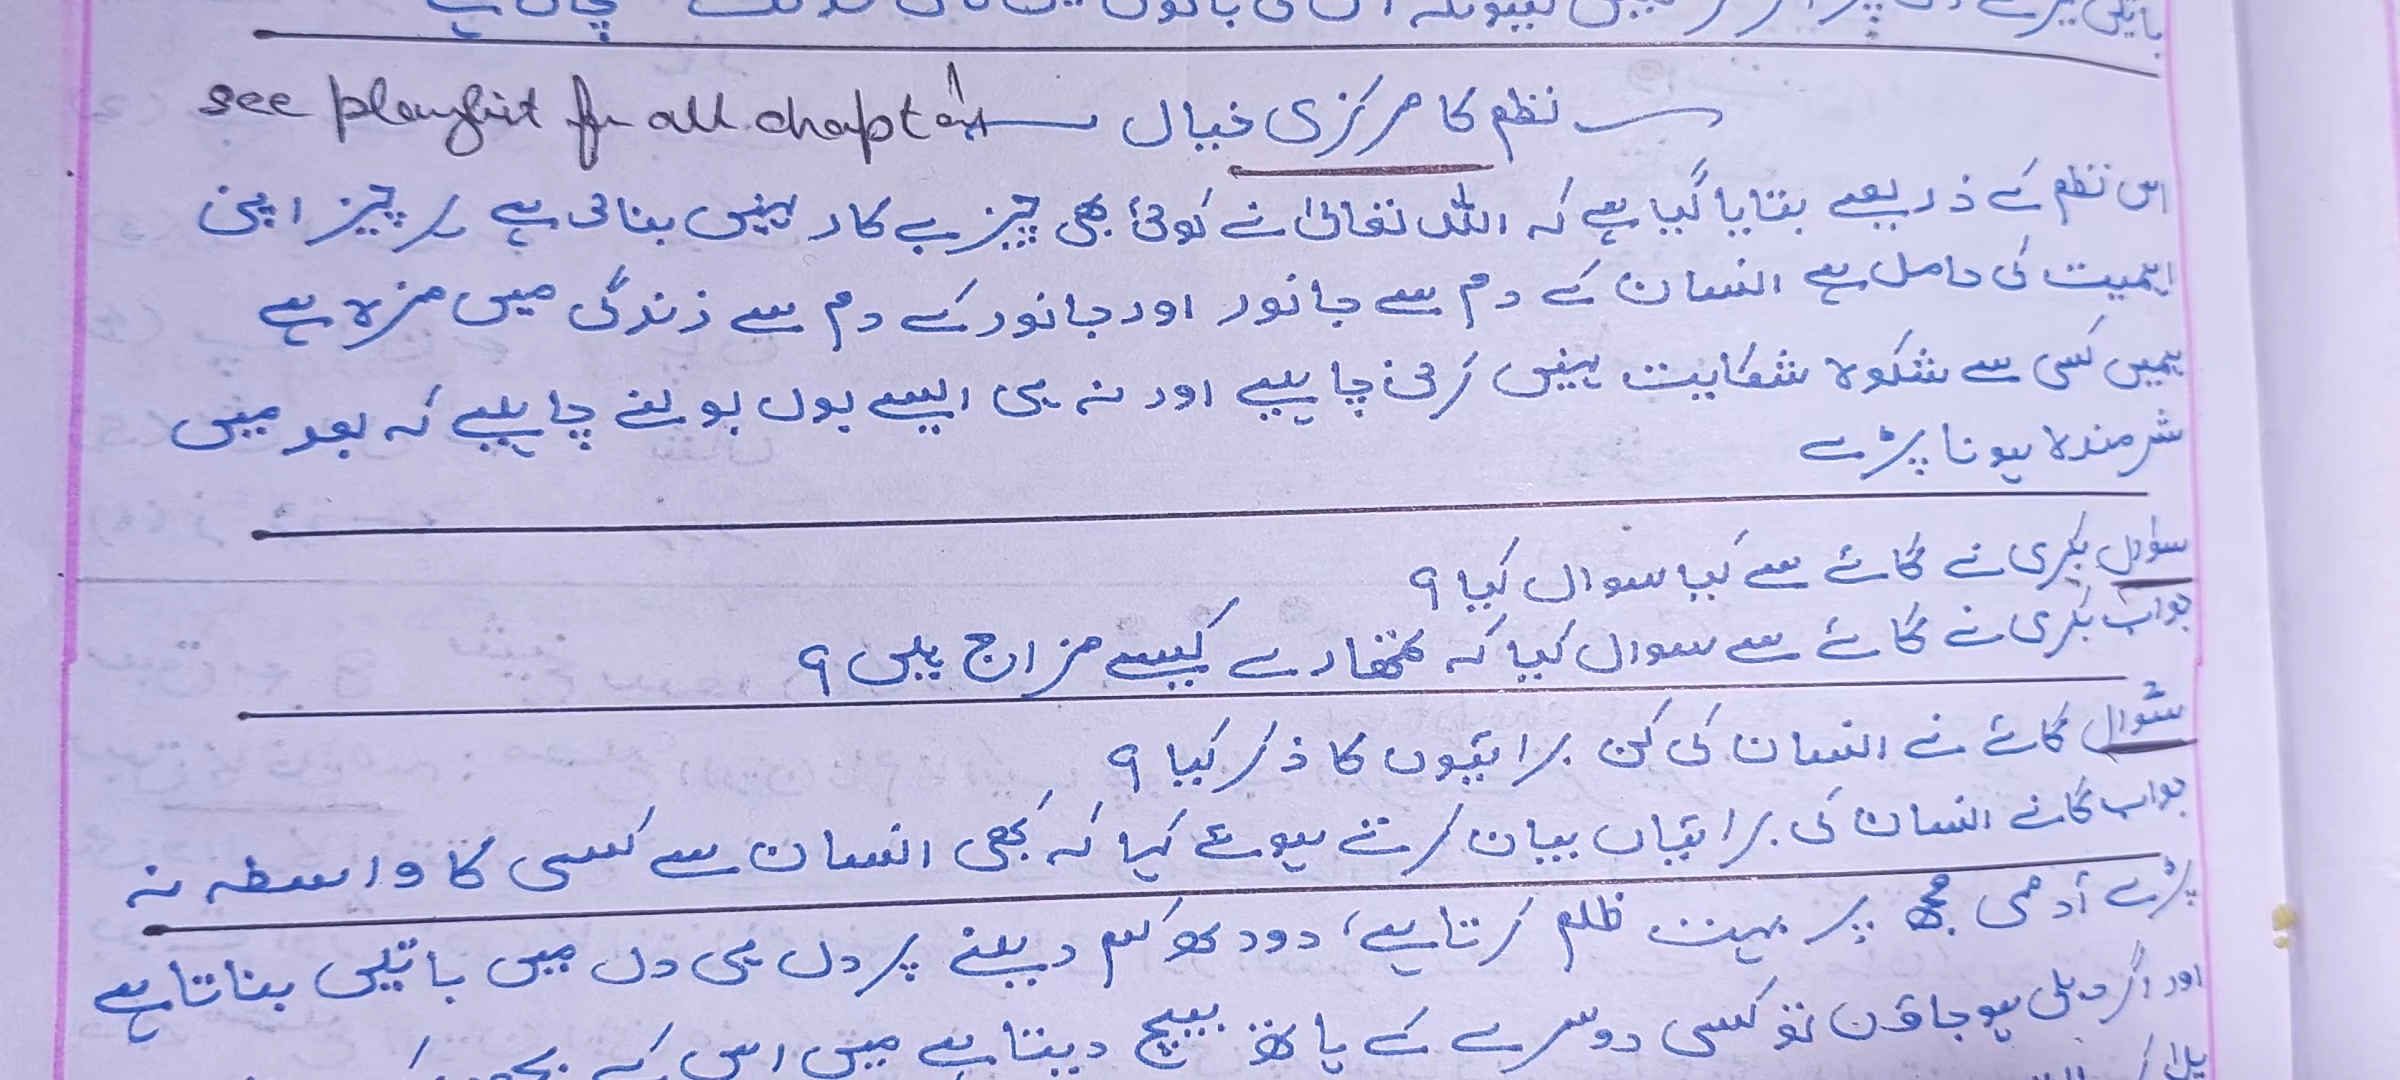 نظم کا مرکزی خیال see playlist for all chapters
اس نظم کے ذریعے بتایا گیا ہے کہ اللہ تعالیٰ نے کوئی بھی چیز بے کار نہیں بنائی ہے ہر چیز اپنی
اہمیت کی حامل ہے انسان کے دم سے جانور اور جانور کے دم سے زندگی میں مزہ ہے
ہمیں کسی سے شکوہ شکایت نہیں کرنی چاہیے اور نہ ہی ایسے بول بولنے چاہیے کہ بعد میں
شرمندہ ہونا پڑے
سوال بکری نے گائے سے کیا سوال کیا؟
جواب بکری نے گائے سے سوال کیا کہ تمھارے کیسے مزاج ہیں؟
سوال۲ گائے نے انسان کی کن برائیوں کا ذکر کیا؟
جواب گانے انسان کی برائیاں بیان کرتے ہوئے کہا کہ کبھی انسان سے کسی کا واسطہ نہ
پڑے آدمی مجھ پر بہت ظلم کرتا ہے، دودھ کم دینے پر دل ہی دل میں باتیں بناتا ہے
اور اگر دبلی ہو جاؤں تو کسی دوسرے کے ہاتھ بیچ دیتا ہے میں اس کے